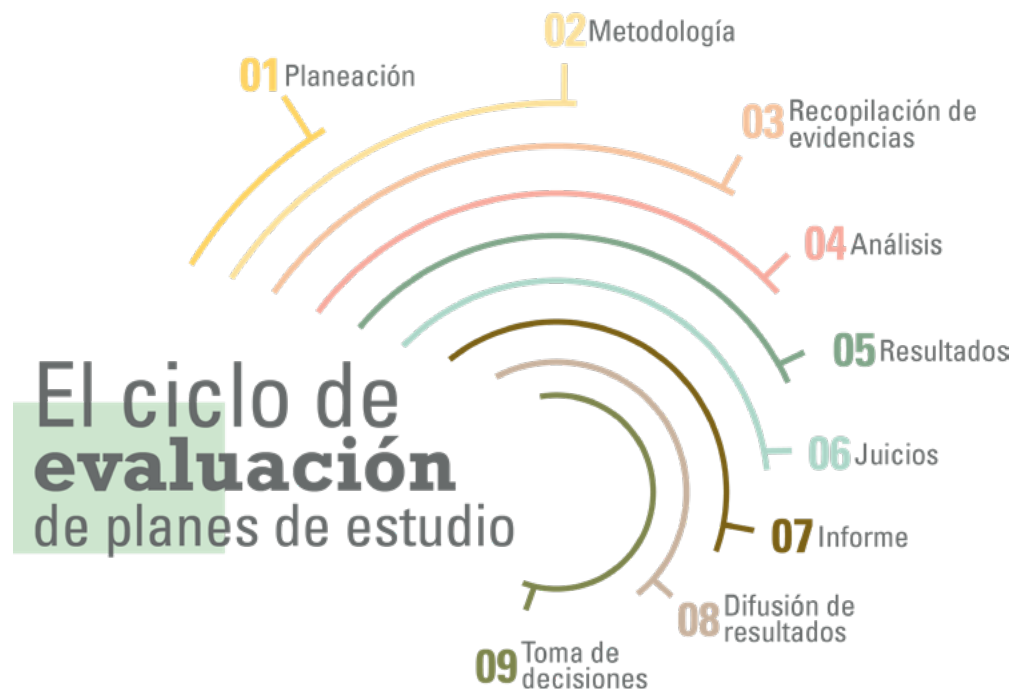 01 Planeación
02 Metodología
03 Recopilación de
evidencias
04 Análisis
05 Resultados
06 Juicios
07 Informe
08 Difusión de
resultados
09 Toma de
decisiones
El ciclo de
evaluación
de planes de estudio